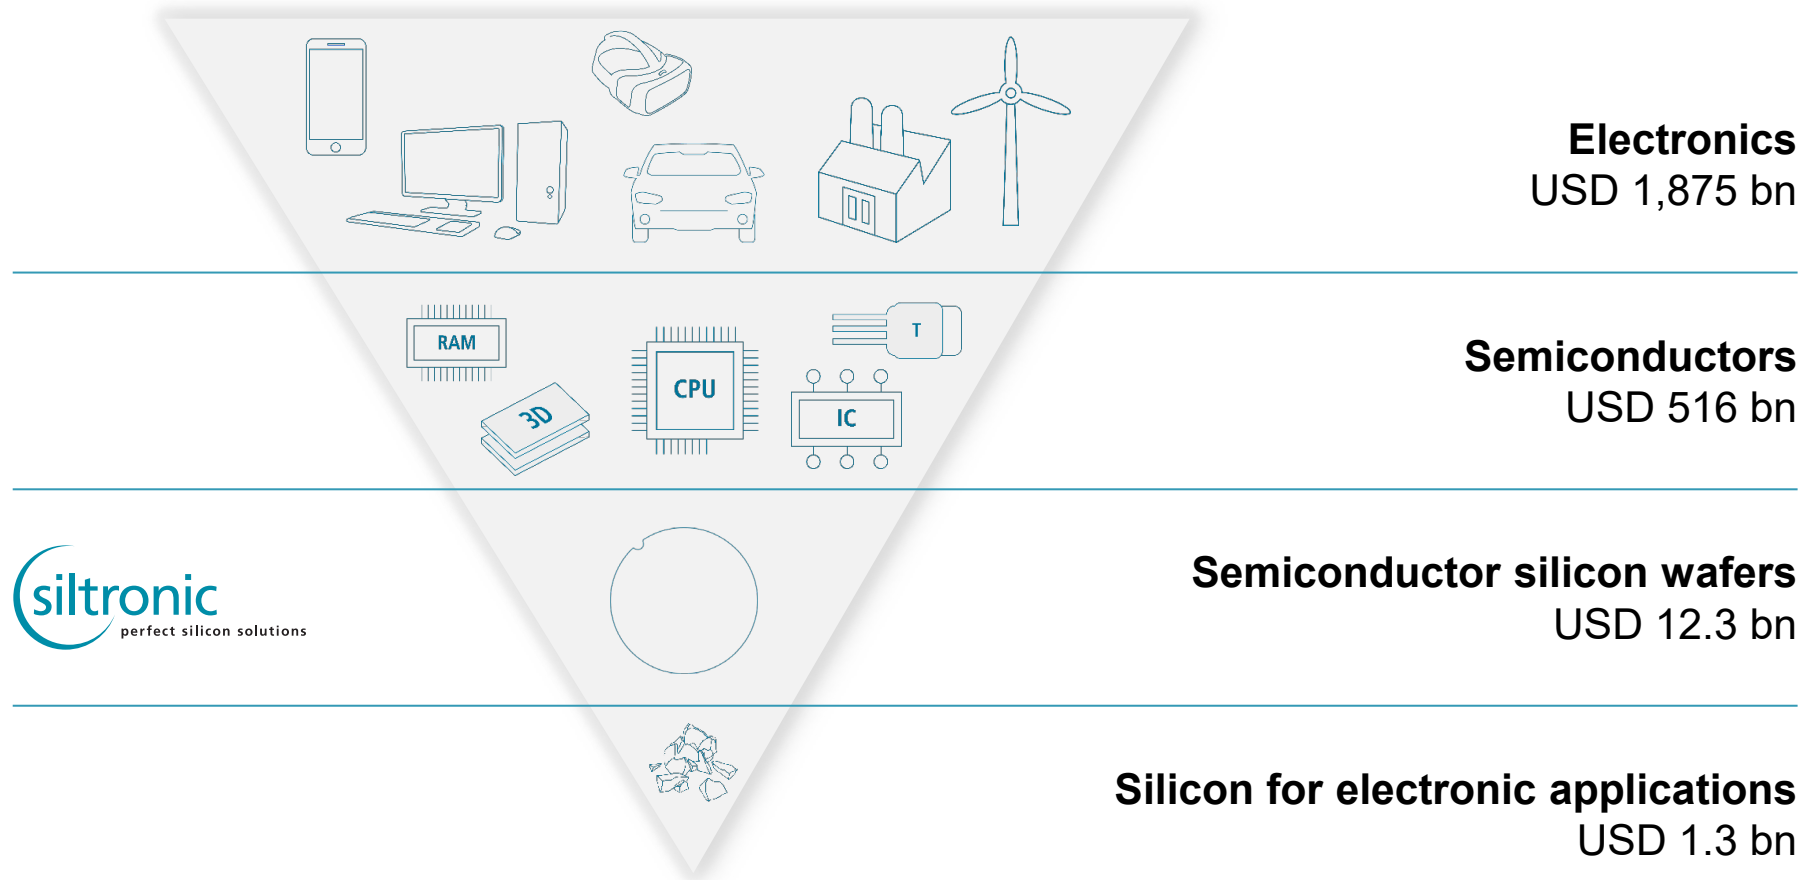 Electronics
USD 1,875 bn
RAM
T
CPU
3D
IC
Semiconductors
USD 516 bn
siltronic
perfect silicon solutions
Semiconductor silicon wafers
USD 12.3 bn
Silicon for electronic applications
USD 1.3 bn